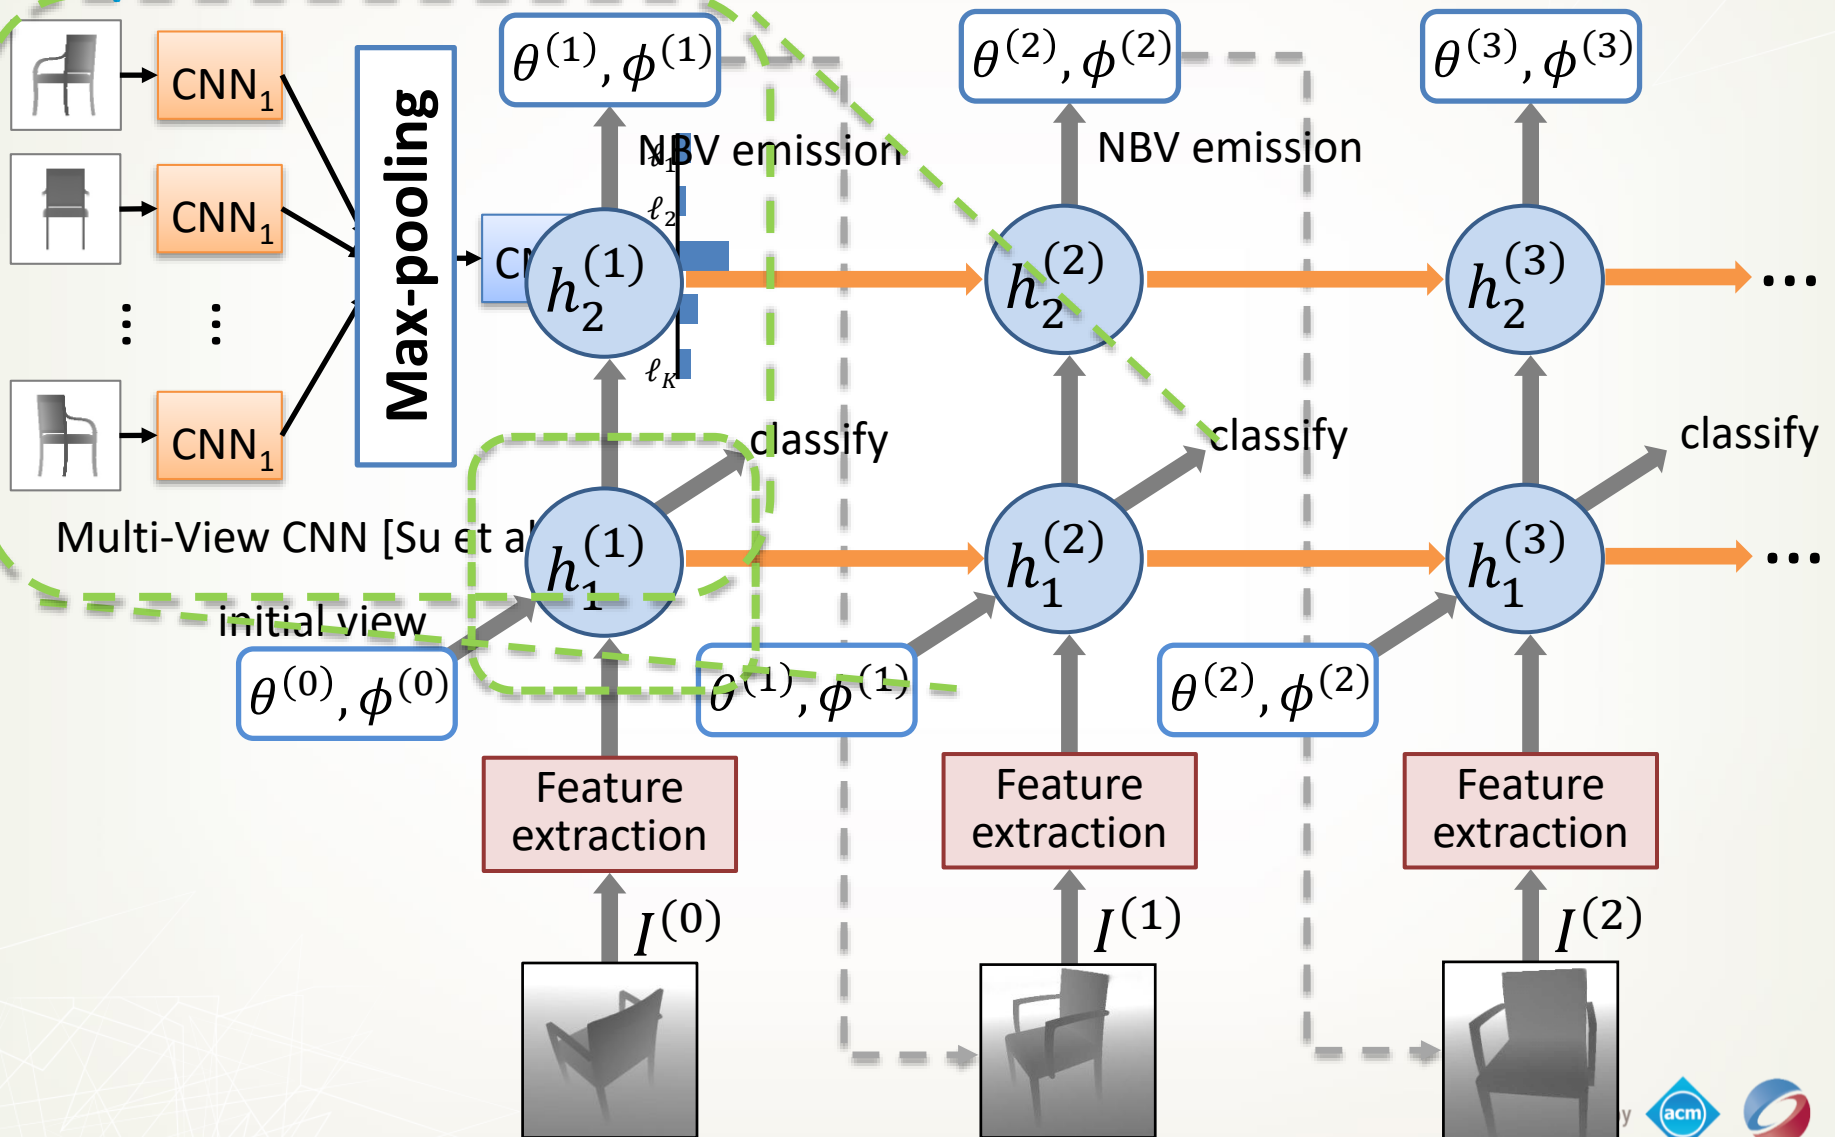 θ^(1), ϕ^(1)
θ^(2), ϕ^(2)
θ^(3), ϕ^(3)
CNN₁
CNN₁
CNN₁
Max-pooling
NBV emission
NBV emission
ℓ₂
ℓ_K
h₂^(1)
h₂^(2)
h₂^(3)
...
classify
classify
classify
Multi-View CNN [Su et al
h₁^(1)
h₁^(2)
h₁^(3)
...
initial view
θ^(0), ϕ^(0)
θ^(1), ϕ^(1)
θ^(2), ϕ^(2)
Feature
extraction
Feature
extraction
Feature
extraction
I^(0)
I^(1)
I^(2)
acm